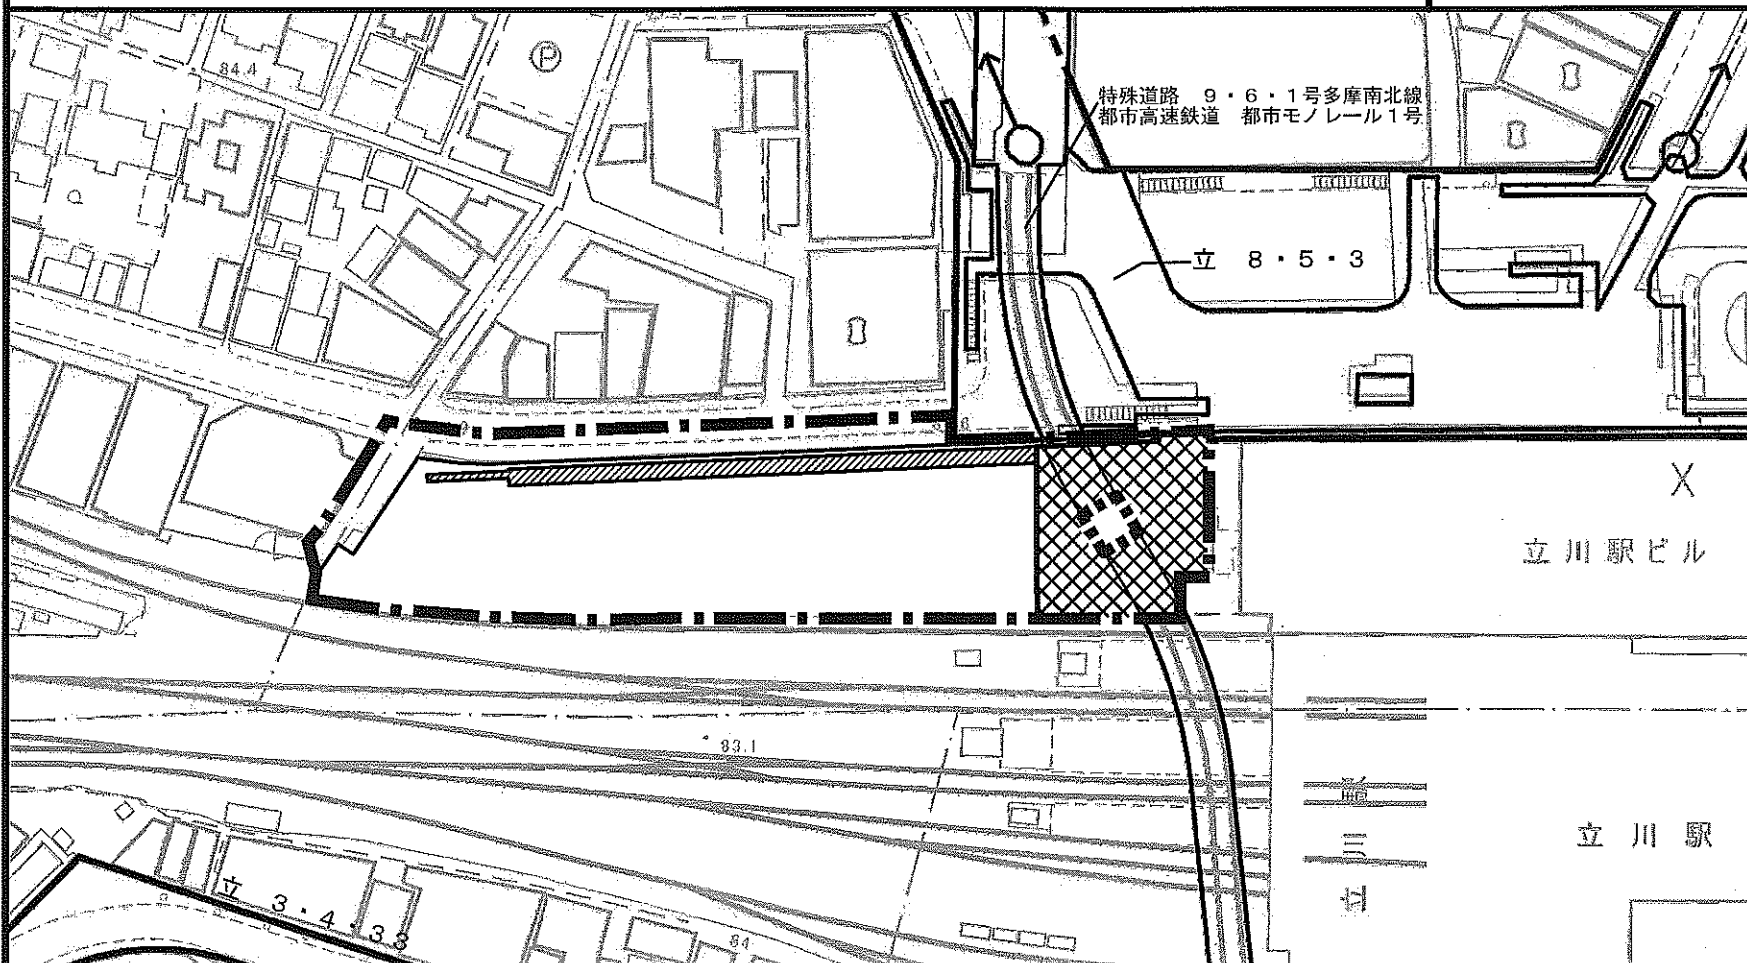 84.4
P
特殊道路 9・6・1号多摩南北線
都市高速鉄道 都市モノレール1号
立 8・5・3
立川駅ビル
83.1
立川駅
立 3・4・33
84